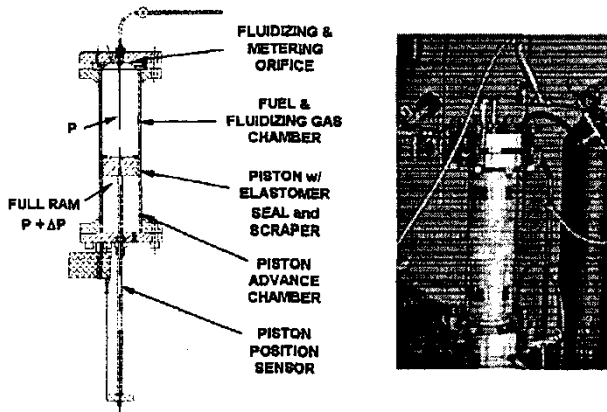 FLUIDIZING &
METERING
ORIFICE
P
FUEL &
FLUIDIZING GAS
CHAMBER
FULL RAM
P + ΔP
PISTON w/
ELASTOMER
SEAL and
SCRAPER
PISTON
ADVANCE
CHAMBER
PISTON
POSITION
SENSOR